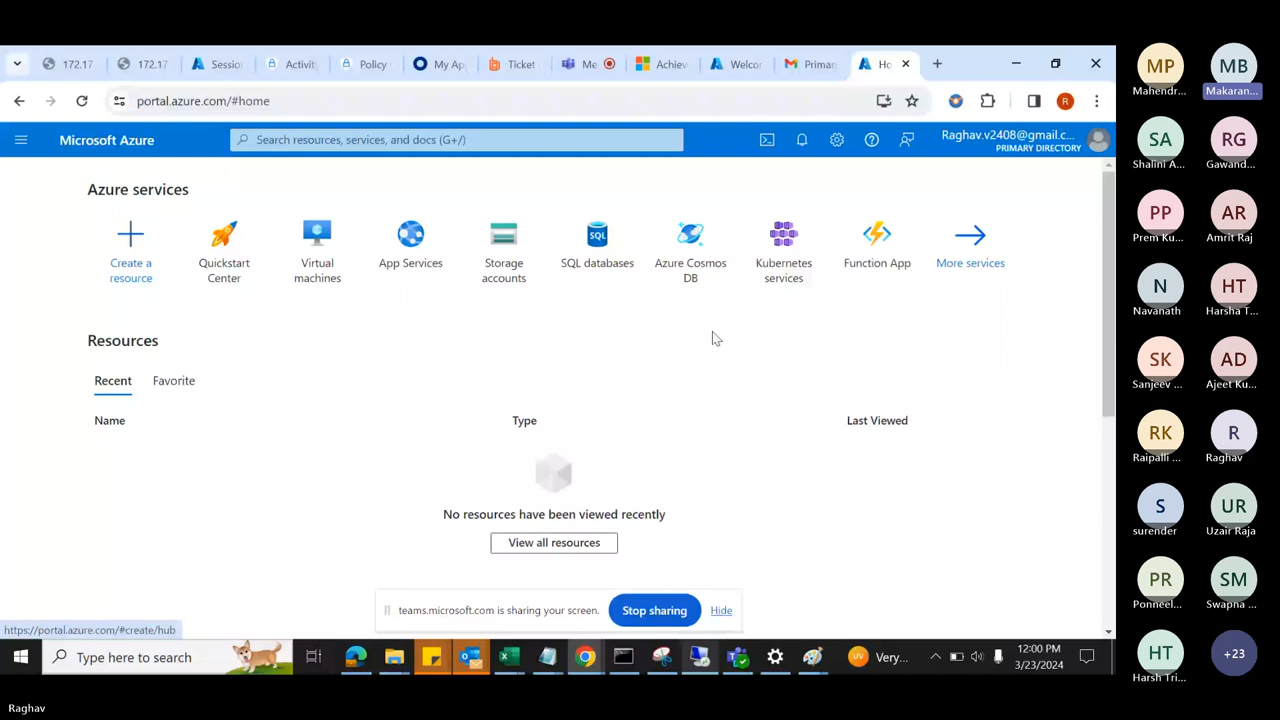 172.17
172.17
Session
Activity
Policy
My Ap
Ticket
Me
Achiev
Welcor
Primar
Ho
portal.azure.com/#home
Microsoft Azure
Search resources, services, and docs (G+/)
Raghav.v2408@gmail.c...
PRIMARY DIRECTORY
Azure services
Create a resource
Quickstart Center
Virtual machines
App Services
Storage accounts
SQL databases
Azure Cosmos DB
Kubernetes services
Function App
More services
Resources
Recent
Favorite
Name
Type
Last Viewed
No resources have been viewed recently
View all resources
teams.microsoft.com is sharing your screen.
Stop sharing
Hide
https://portal.azure.com/#create/hub
Type here to search
Very...
12:00 PM
3/23/2024
Raghav
MP
Mahendr...
MB
Makaran...
SA
Shalini A...
RG
Gawand...
PP
Prem Ku...
AR
Amrit Raj
N
Navanath
HT
Harsha T...
SK
Sanjeev ...
AD
Ajeet Ku...
RK
Raipalli ...
R
Raghav
S
surender
UR
Uzair Raja
PR
Ponneel...
SM
Swapna ...
HT
Harsh Tri...
+23